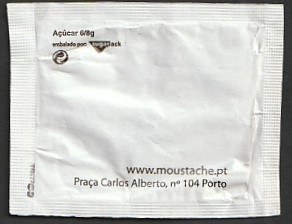 Açúcar 6/8g
embalado por:
www.moustache.pt
Praça Carlos Alberto, nº 104 Porto